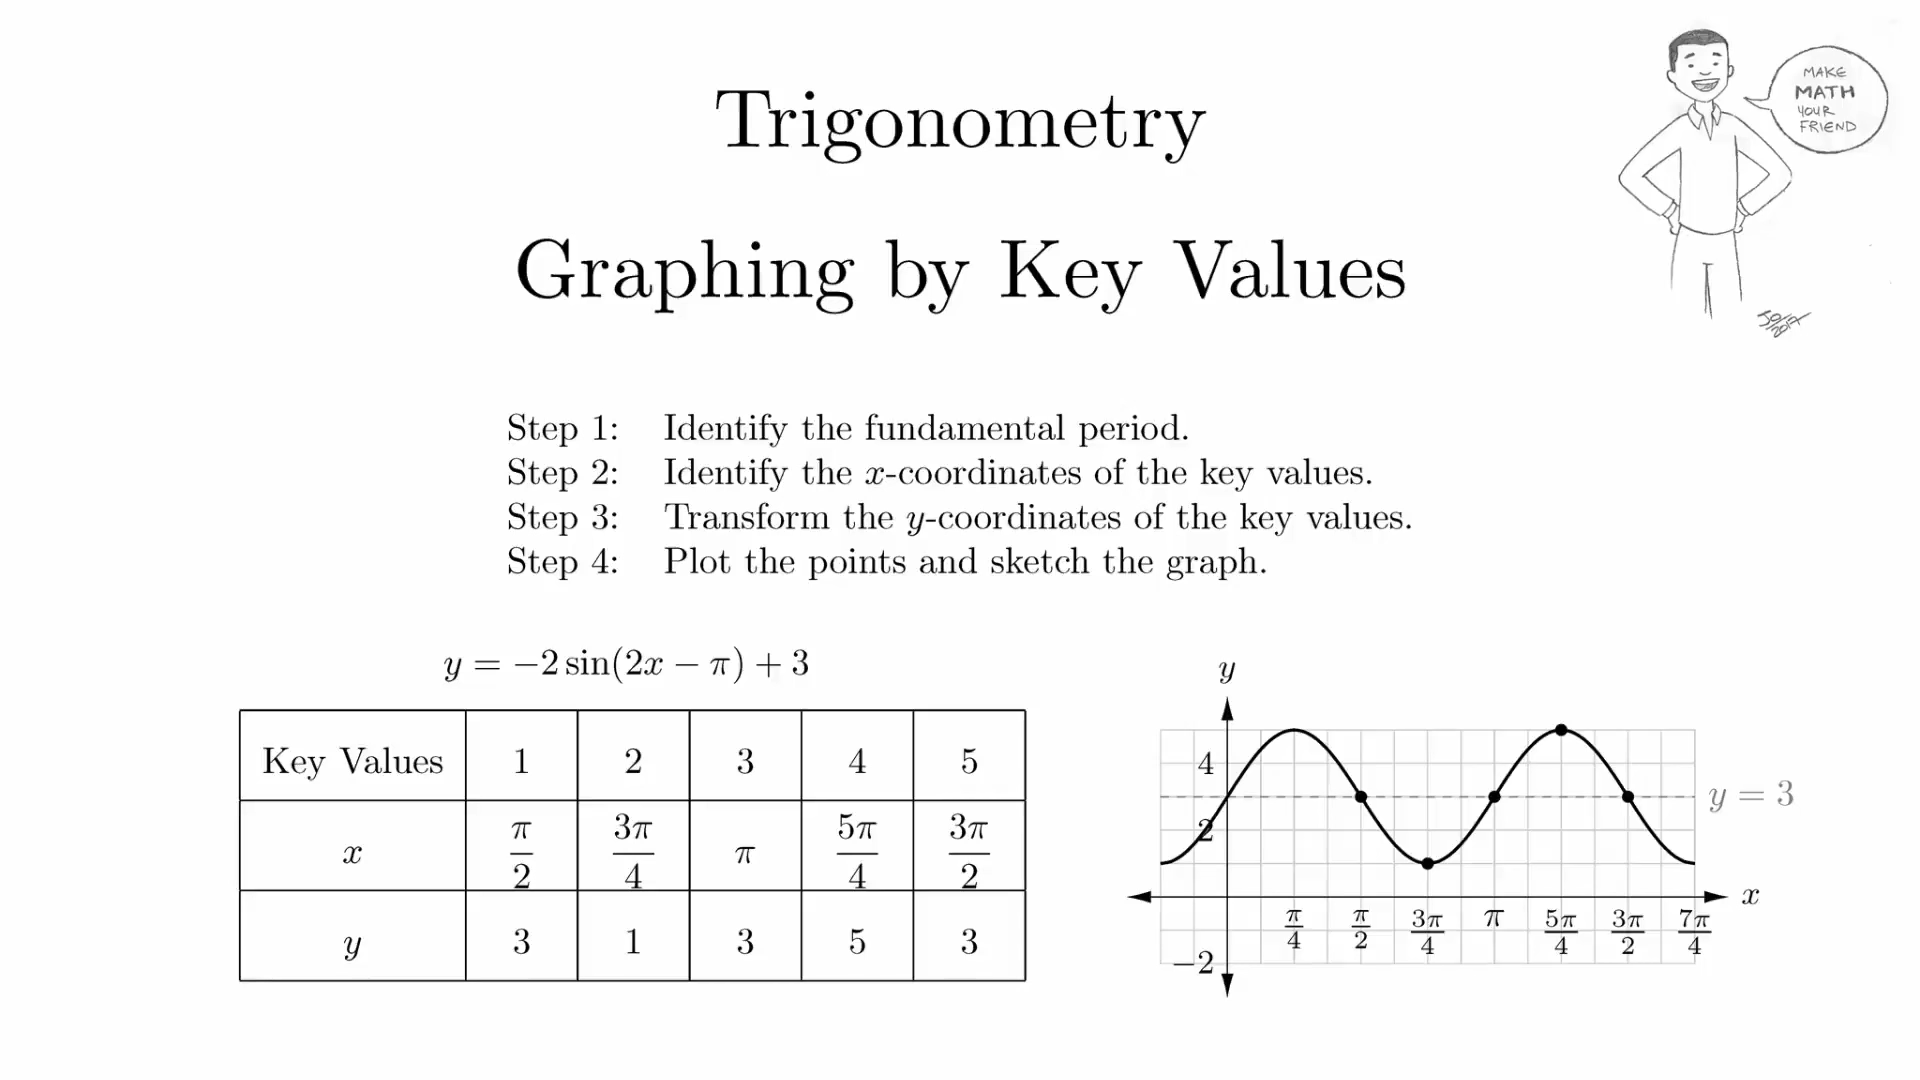 Trigonometry
MAKE
MATH
YOUR
FRIEND
Graphing by Key Values
JO/2017
Step 1: Identify the fundamental period.
Step 2: Identify the x-coordinates of the key values.
Step 3: Transform the y-coordinates of the key values.
Step 4: Plot the points and sketch the graph.
y = −2 sin(2x − π) + 3
Key Values 1 2 3 4 5
x π/2 3π/4 π 5π/4 3π/2
y 3 1 3 5 3
y
4
y = 3
2
x
π/4 π/2 3π/4 π 5π/4 3π/2 7π/4
−2